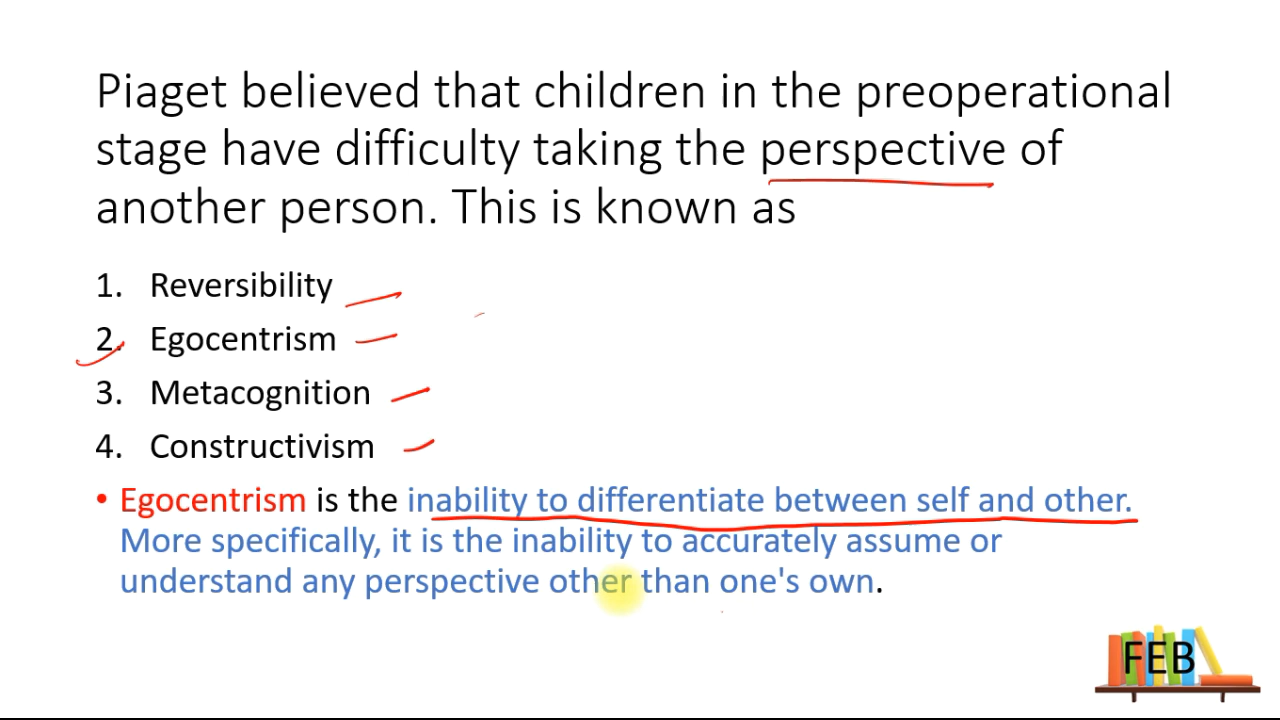 Piaget believed that children in the preoperational
stage have difficulty taking the perspective of
another person. This is known as
1. Reversibility
2. Egocentrism
3. Metacognition
4. Constructivism
• Egocentrism is the inability to differentiate between self and other.
More specifically, it is the inability to accurately assume or
understand any perspective other than one's own.
FEB